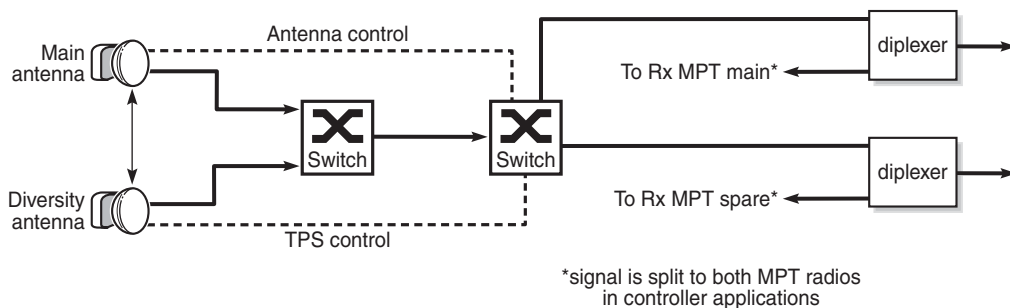 Main
antenna
Antenna control
diplexer
To Rx MPT main*
Switch
Switch
Diversity
antenna
diplexer
To Rx MPT spare*
TPS control
*signal is split to both MPT radios
in controller applications